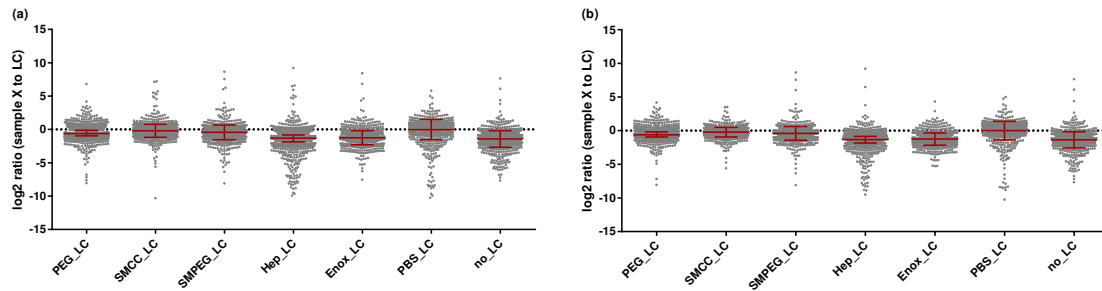 (a)
log2 ratio (sample X to LC)
15
10
5
0
-5
-10
-15
PEG_LC
SMCC_LC
SMPEG_LC
Hep_LC
Enox_LC
PBS_LC
no_LC
(b)
log2 ratio (sample X to LC)
15
10
5
0
-5
-10
-15
PEG_LC
SMCC_LC
SMPEG_LC
Hep_LC
Enox_LC
PBS_LC
no_LC